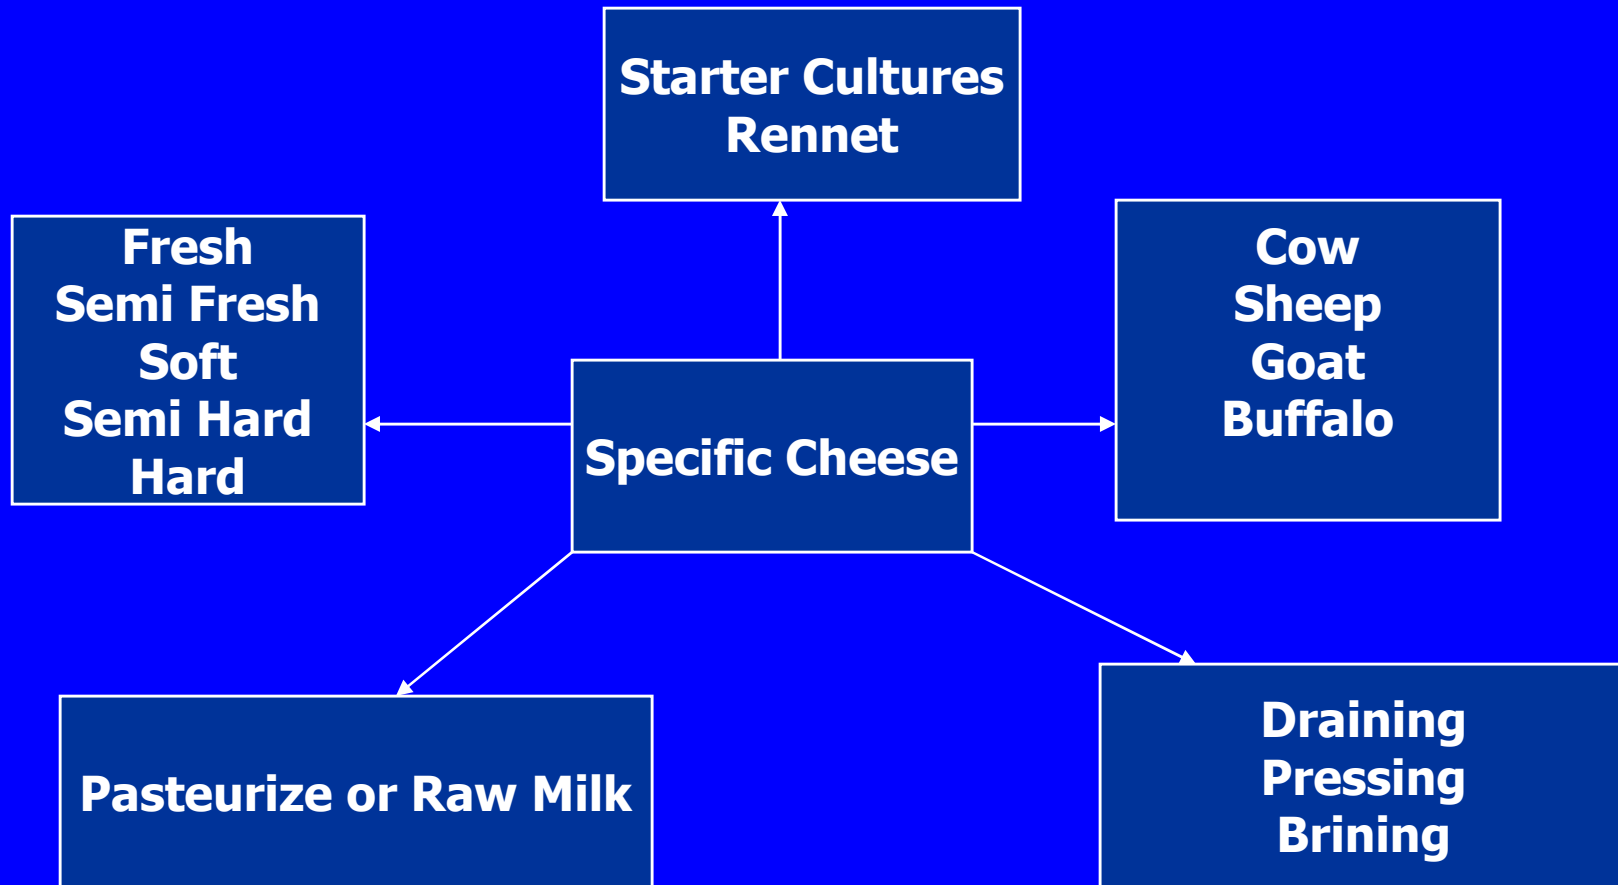 Starter Cultures
Rennet
Fresh
Semi Fresh
Soft
Semi Hard
Hard
Cow
Sheep
Goat
Buffalo
Specific Cheese
Pasteurize or Raw Milk
Draining
Pressing
Brining